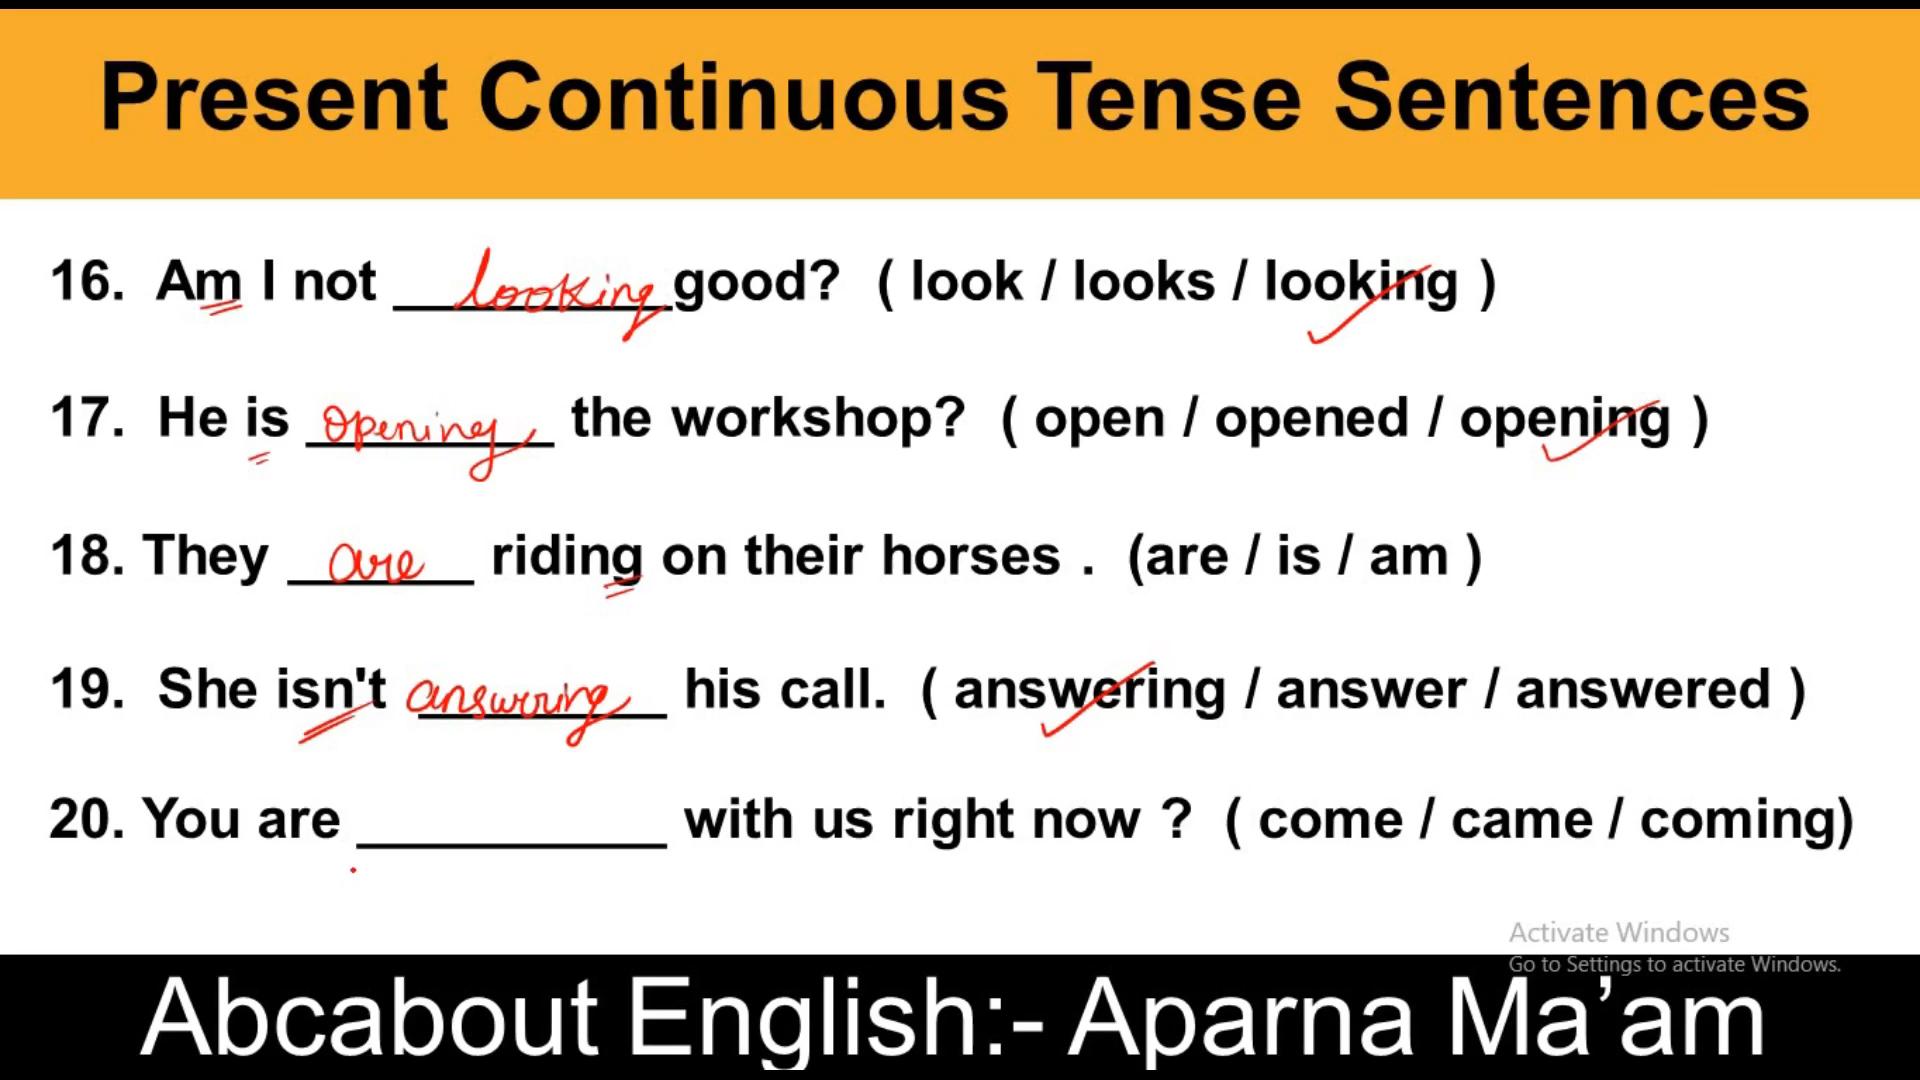 Present Continuous Tense Sentences
16. Am I not looking good? ( look / looks / looking )
17. He is opening the workshop? ( open / opened / opening )
18. They are riding on their horses . (are / is / am )
19. She isn't answering his call. ( answering / answer / answered )
20. You are __________ with us right now ? ( come / came / coming)
Activate Windows
Go to Settings to activate Windows.
Abcabout English:- Aparna Ma’am